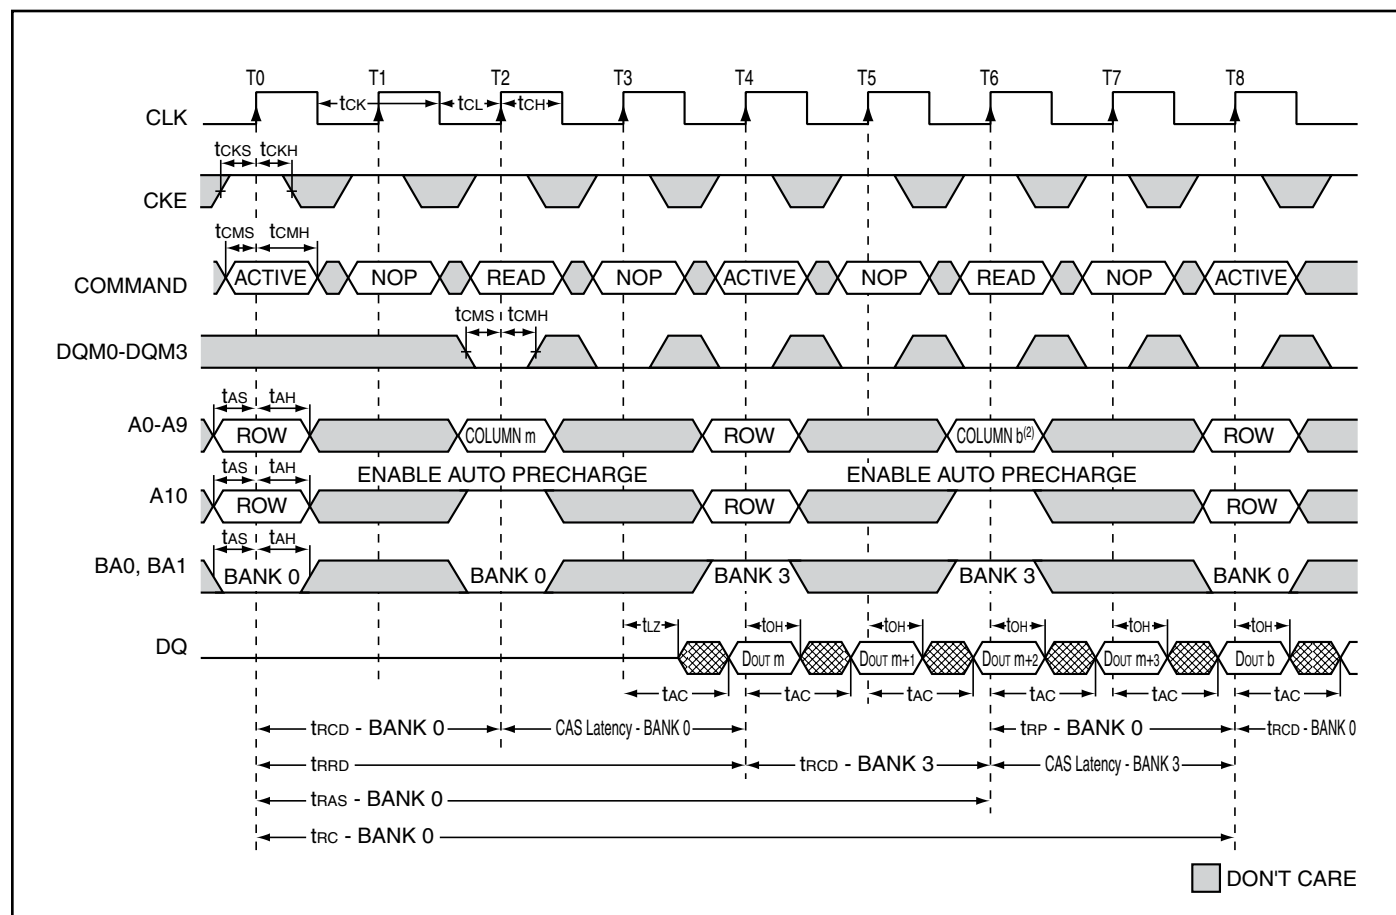 T0 T1 T2 T3 T4 T5 T6 T7 T8
tCK tCL tCH
CLK
tCKS tCKH
CKE
tCMS tCMH
COMMAND ACTIVE NOP READ NOP ACTIVE NOP READ NOP ACTIVE
tCMS tCMH
DQM0-DQM3
tAS tAH
A0-A9 ROW COLUMN m ROW COLUMN b(2) ROW
tAS tAH ENABLE AUTO PRECHARGE ENABLE AUTO PRECHARGE
A10 ROW ROW ROW
tAS tAH
BA0, BA1 BANK 0 BANK 0 BANK 3 BANK 3 BANK 0
tLZ tOH tOH tOH tOH tOH
DQ DOUT m DOUT m+1 DOUT m+2 DOUT m+3 DOUT b
tAC tAC tAC tAC tAC tAC
tRCD - BANK 0 CAS Latency - BANK 0 tRP - BANK 0 tRCD - BANK 0
tRRD tRCD - BANK 3 CAS Latency - BANK 3
tRAS - BANK 0
tRC - BANK 0
DON'T CARE